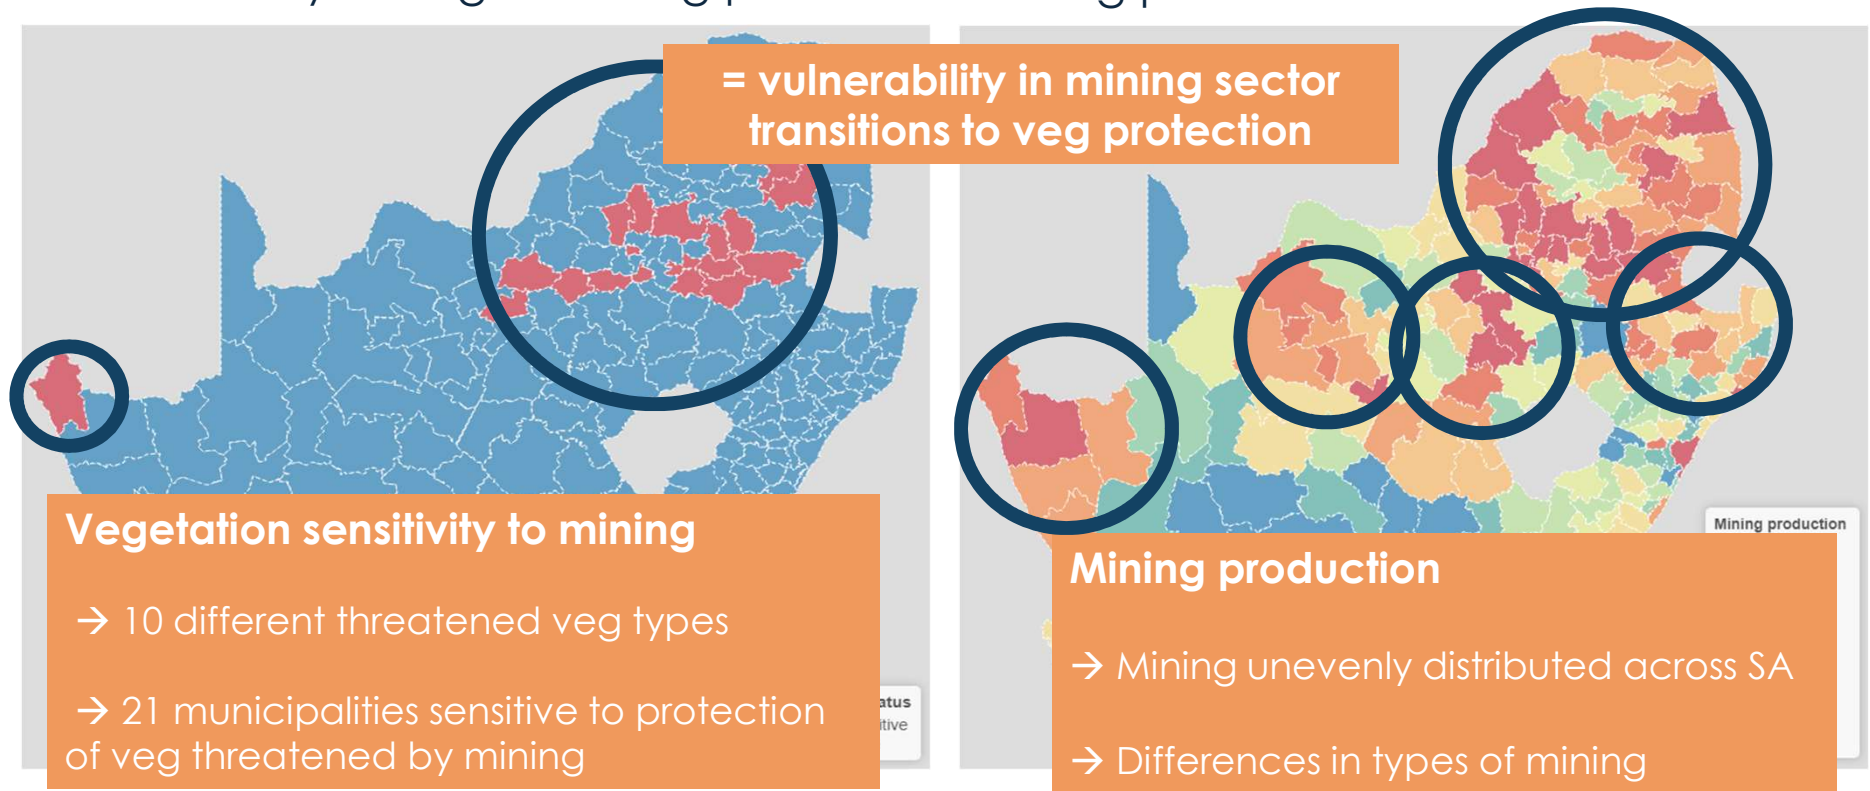 = vulnerability in mining sector
transitions to veg protection
Vegetation sensitivity to mining
→ 10 different threatened veg types
→ 21 municipalities sensitive to protection
of veg threatened by mining
Mining production
Mining production
→ Mining unevenly distributed across SA
→ Differences in types of mining